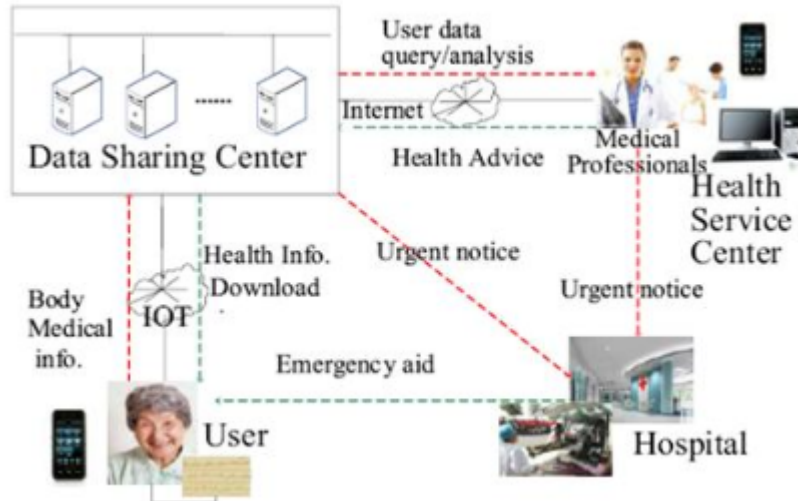 User data
query/analysis
......
Internet
Data Sharing Center
Health Advice
Medical
Professionals
Health
Service
Center
Health Info.
Download
Urgent notice
Urgent notice
Body
Medical
info.
IOT
Emergency aid
User
Hospital